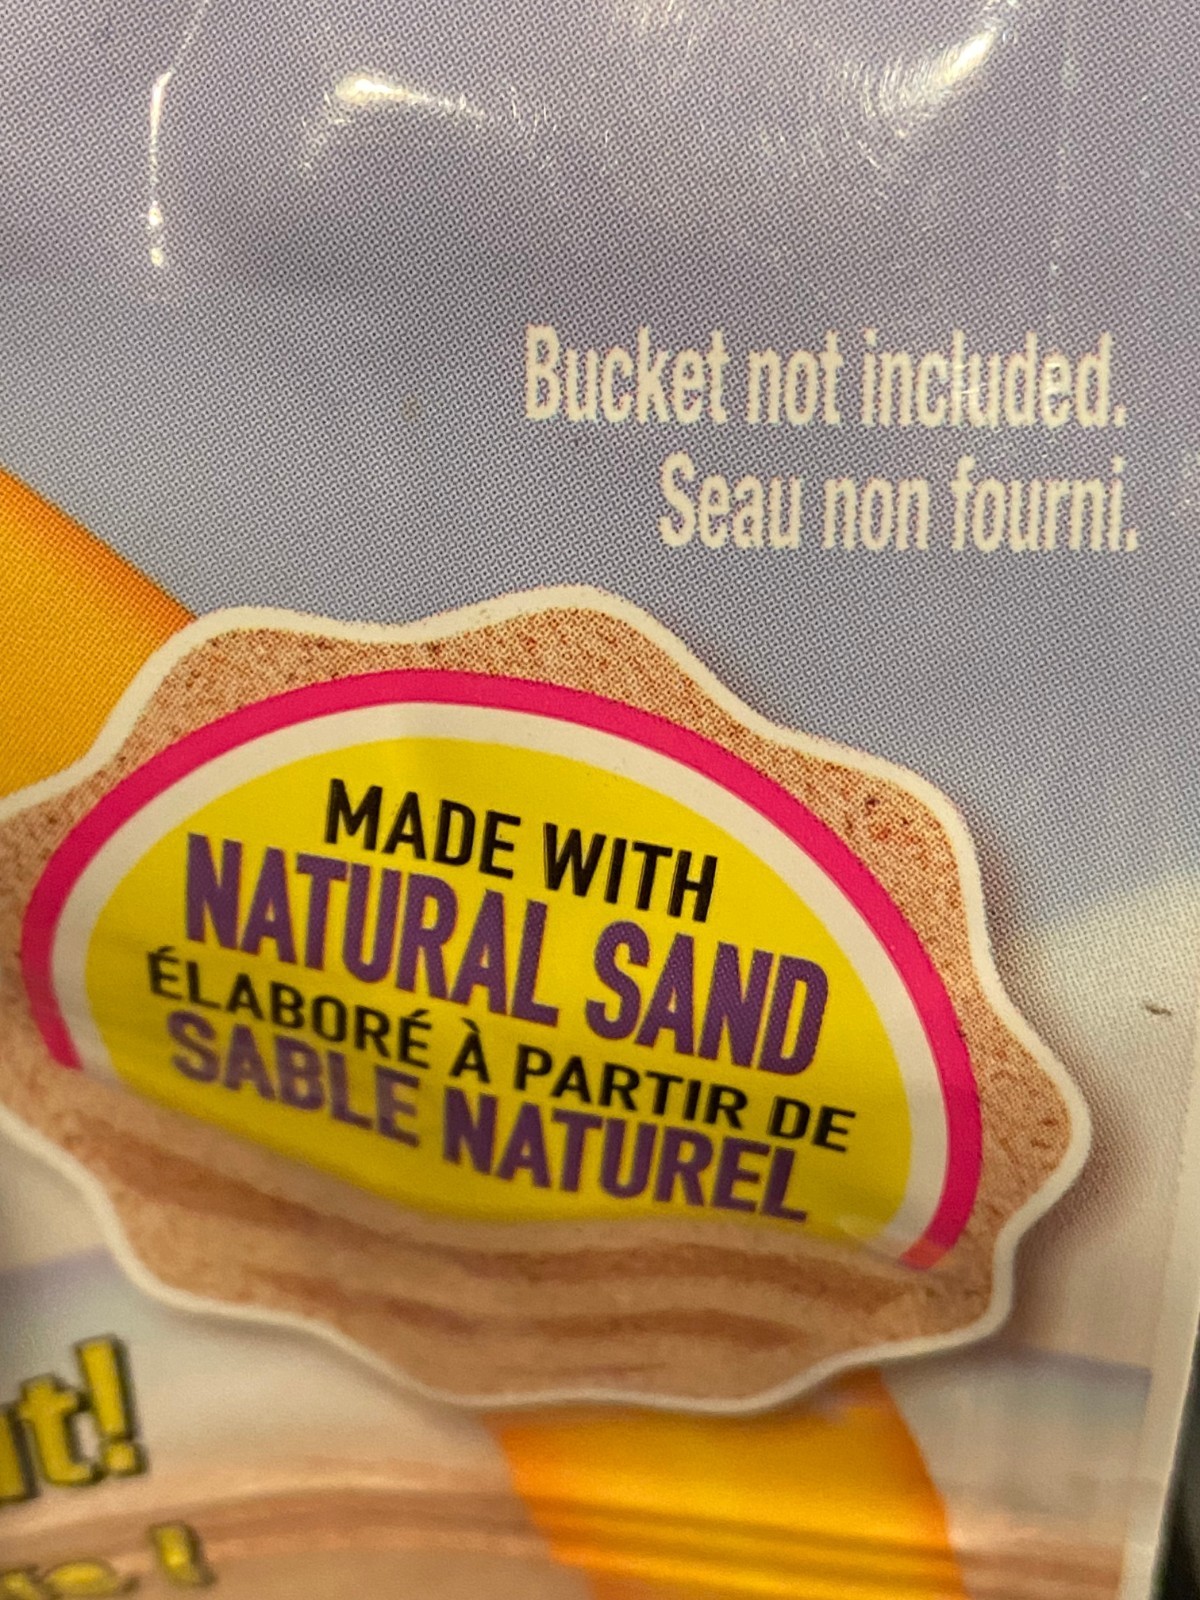 Bucket not included.
Seau non fourni.
MADE WITH
NATURAL SAND
ÉLABORÉ À PARTIR DE
SABLE NATUREL